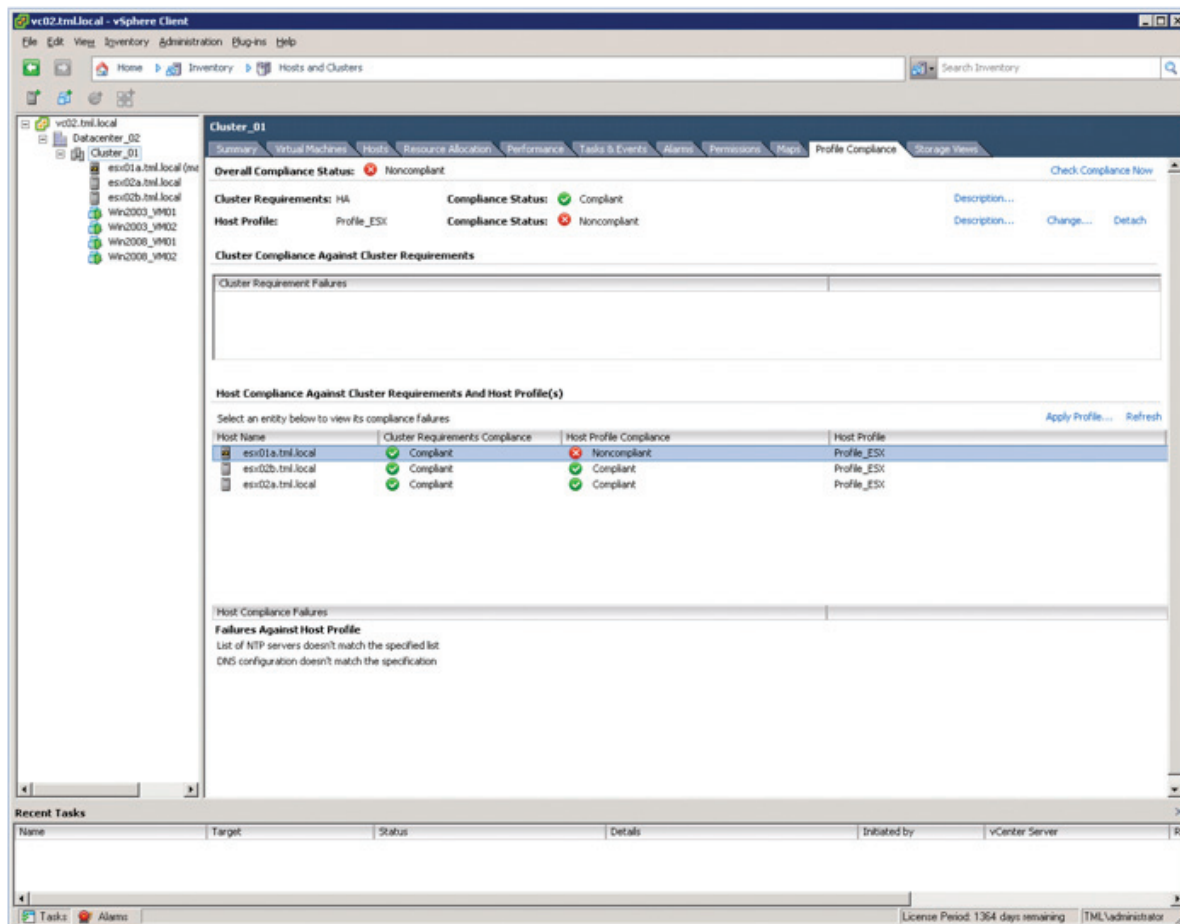 vc02.tml.local - vSphere Client
File Edit View Inventory Administration Plug-ins Help
Home Inventory Hosts and Clusters
Search Inventory
vc02.tml.local
Datacenter_02
Cluster_01
esx01a.tml.local (ma
esx02a.tml.local
esx02b.tml.local
Win2003_VM01
Win2003_VM02
Win2008_VM01
Win2008_VM02
Cluster_01
Summary Virtual Machines Hosts Resource Allocation Performance Tasks & Events Alarms Permissions Maps Profile Compliance Storage Views
Overall Compliance Status: Noncompliant Check Compliance Now
Cluster Requirements: HA Compliance Status: Compliant Description...
Host Profile: Profile_ESX Compliance Status: Noncompliant Description... Change... Detach
Cluster Compliance Against Cluster Requirements
Cluster Requirement Failures
Host Compliance Against Cluster Requirements And Host Profile(s)
Select an entity below to view its compliance failures Apply Profile... Refresh
Host Name Cluster Requirements Compliance Host Profile Compliance Host Profile
esx01a.tml.local Compliant Noncompliant Profile_ESX
esx02b.tml.local Compliant Compliant Profile_ESX
esx02a.tml.local Compliant Compliant Profile_ESX
Host Compliance Failures
Failures Against Host Profile
List of NTP servers doesn't match the specified list
DNS configuration doesn't match the specification
Recent Tasks
Name Target Status Details Initiated by vCenter Server R
Tasks Alarms License Period: 1364 days remaining TML\administrator